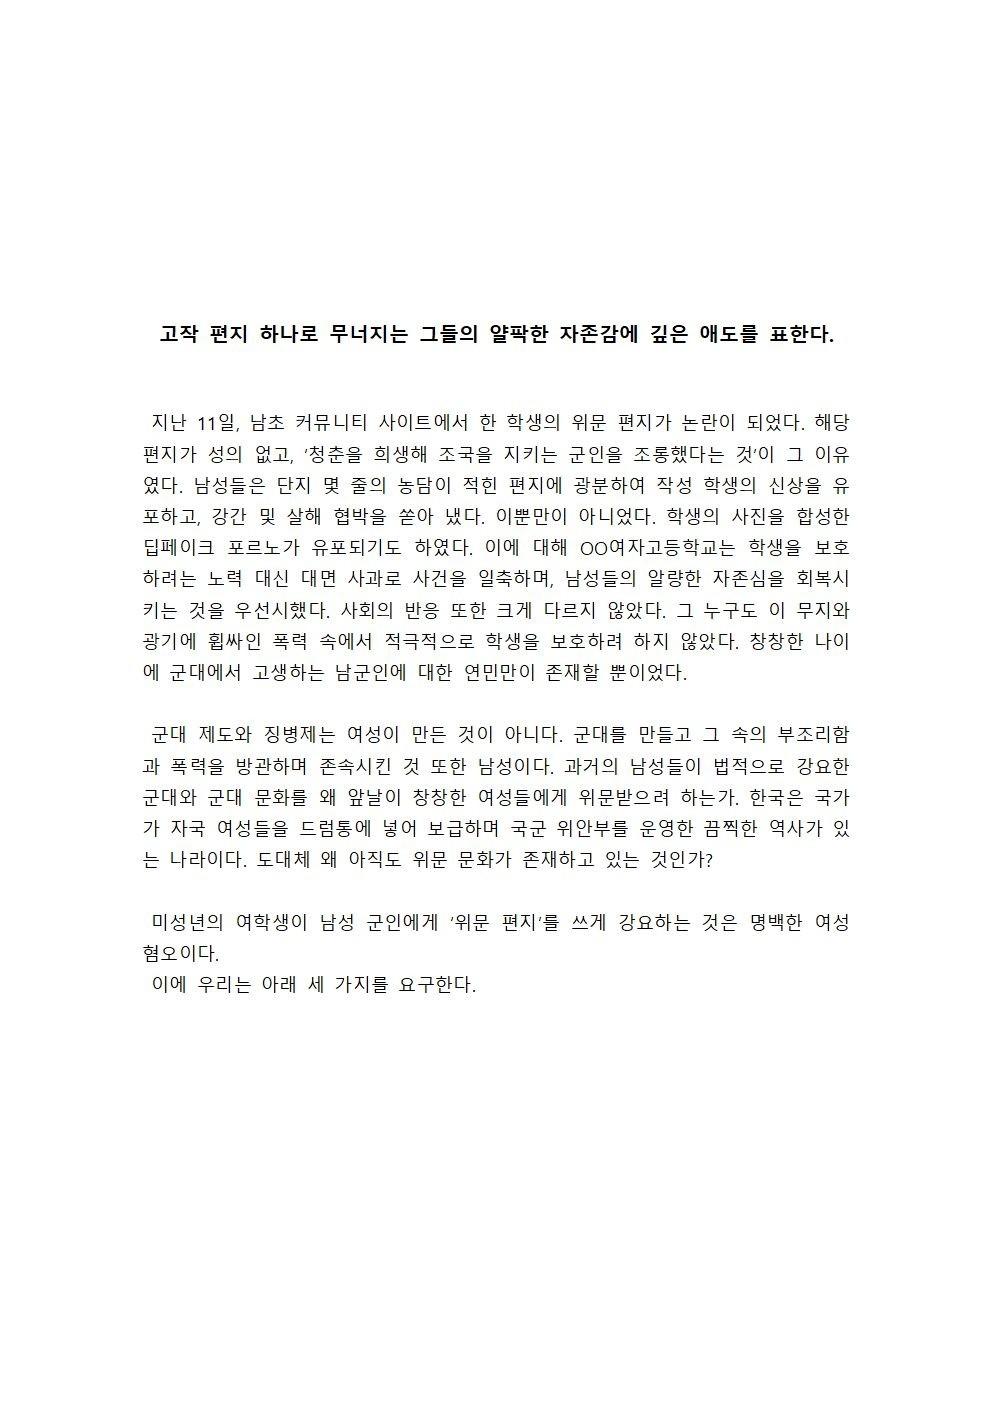 고작 편지 하나로 무너지는 그들의 얄팍한 자존감에 깊은 애도를 표한다.
지난 11일, 남초 커뮤니티 사이트에서 한 학생의 위문 편지가 논란이 되었다. 해당
편지가 성의 없고, '청춘을 희생해 조국을 지키는 군인을 조롱했다는 것'이 그 이유
였다. 남성들은 단지 몇 줄의 농담이 적힌 편지에 광분하여 작성 학생의 신상을 유
포하고, 강간 및 살해 협박을 쏟아 냈다. 이뿐만이 아니었다. 학생의 사진을 합성한
딥페이크 포르노가 유포되기도 하였다. 이에 대해 OO여자고등학교는 학생을 보호
하려는 노력 대신 대면 사과로 사건을 일축하며, 남성들의 알량한 자존심을 회복시
키는 것을 우선시했다. 사회의 반응 또한 크게 다르지 않았다. 그 누구도 이 무지와
광기에 휩싸인 폭력 속에서 적극적으로 학생을 보호하려 하지 않았다. 창창한 나이
에 군대에서 고생하는 남군인에 대한 연민만이 존재할 뿐이었다.
군대 제도와 징병제는 여성이 만든 것이 아니다. 군대를 만들고 그 속의 부조리함
과 폭력을 방관하며 존속시킨 것 또한 남성이다. 과거의 남성들이 법적으로 강요한
군대와 군대 문화를 왜 앞날이 창창한 여성들에게 위문받으려 하는가. 한국은 국가
가 자국 여성들을 드럼통에 넣어 보급하며 국군 위안부를 운영한 끔찍한 역사가 있
는 나라이다. 도대체 왜 아직도 위문 문화가 존재하고 있는 것인가?
미성년의 여학생이 남성 군인에게 '위문 편지'를 쓰게 강요하는 것은 명백한 여성
혐오이다.
이에 우리는 아래 세 가지를 요구한다.